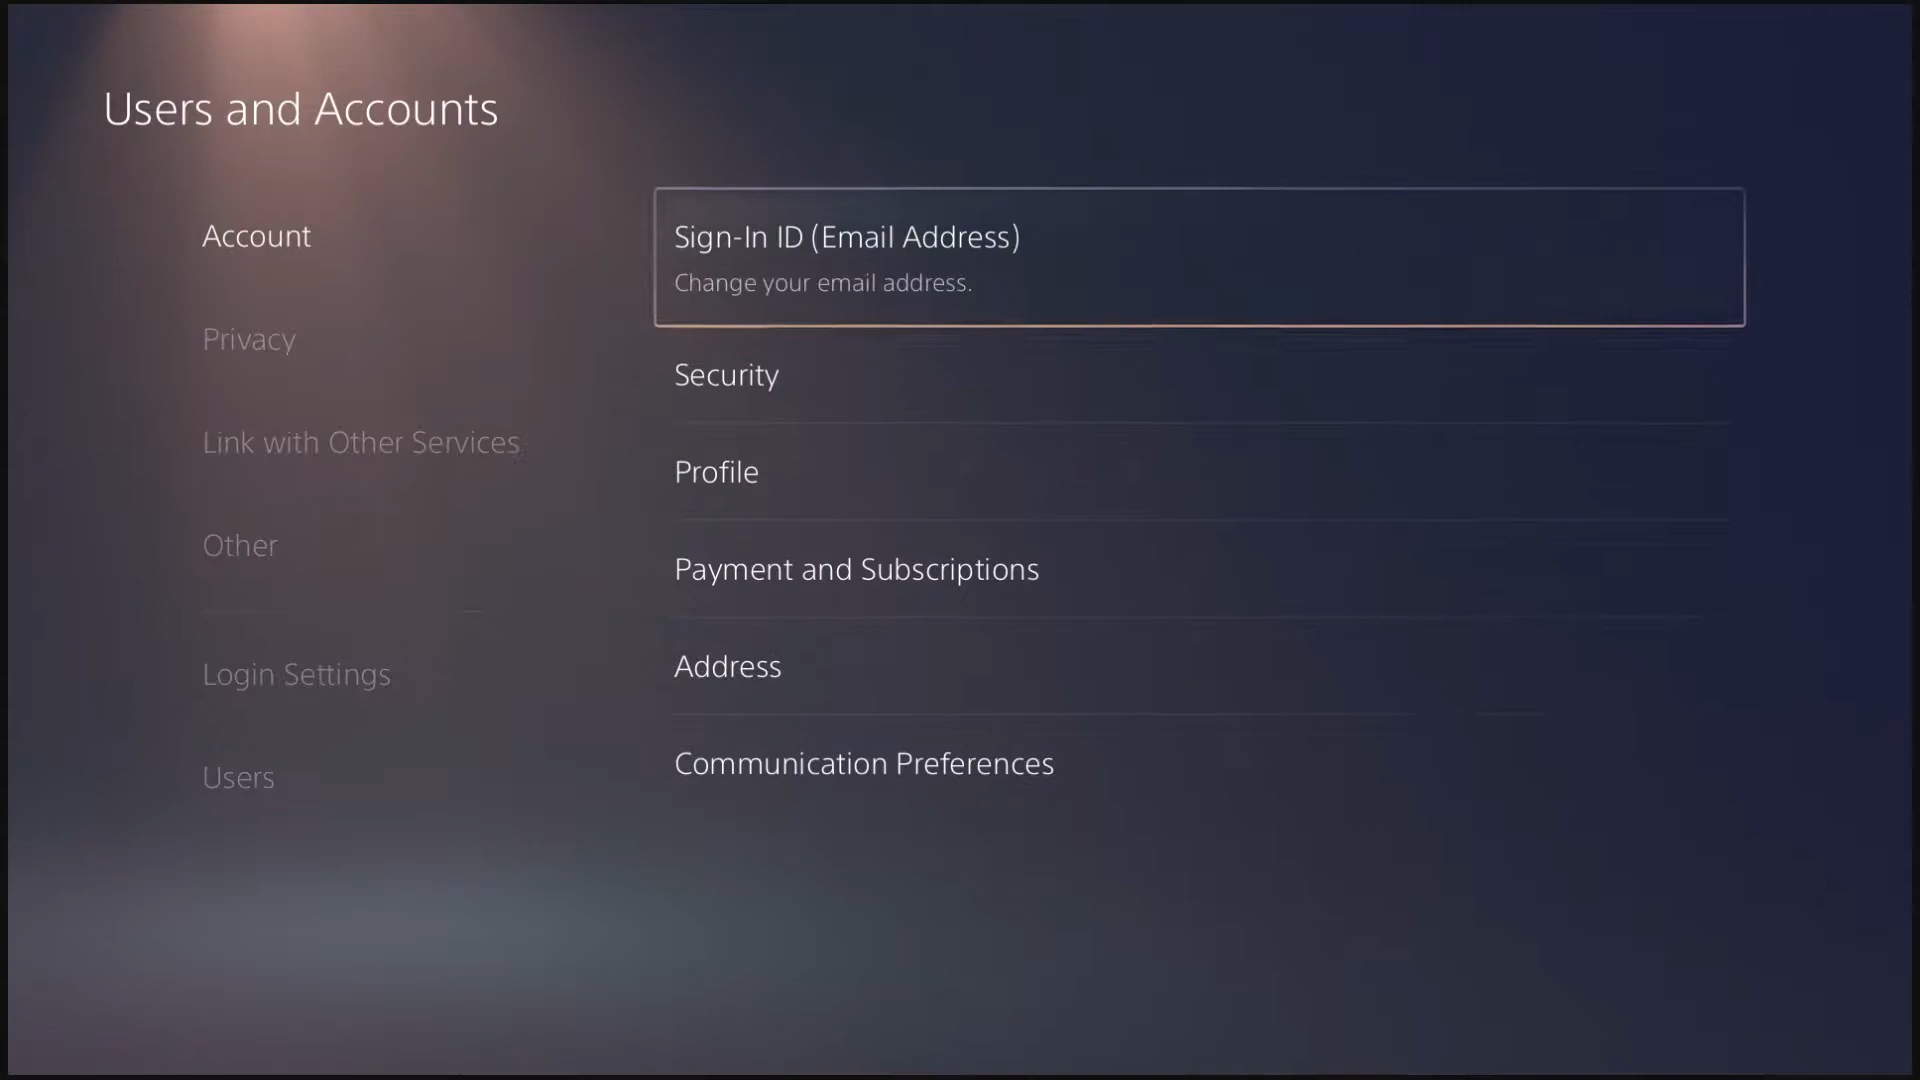 Users and Accounts
Account
Privacy
Link with Other Services
Other
Login Settings
Users
Sign-In ID (Email Address)
Change your email address.
Security
Profile
Payment and Subscriptions
Address
Communication Preferences